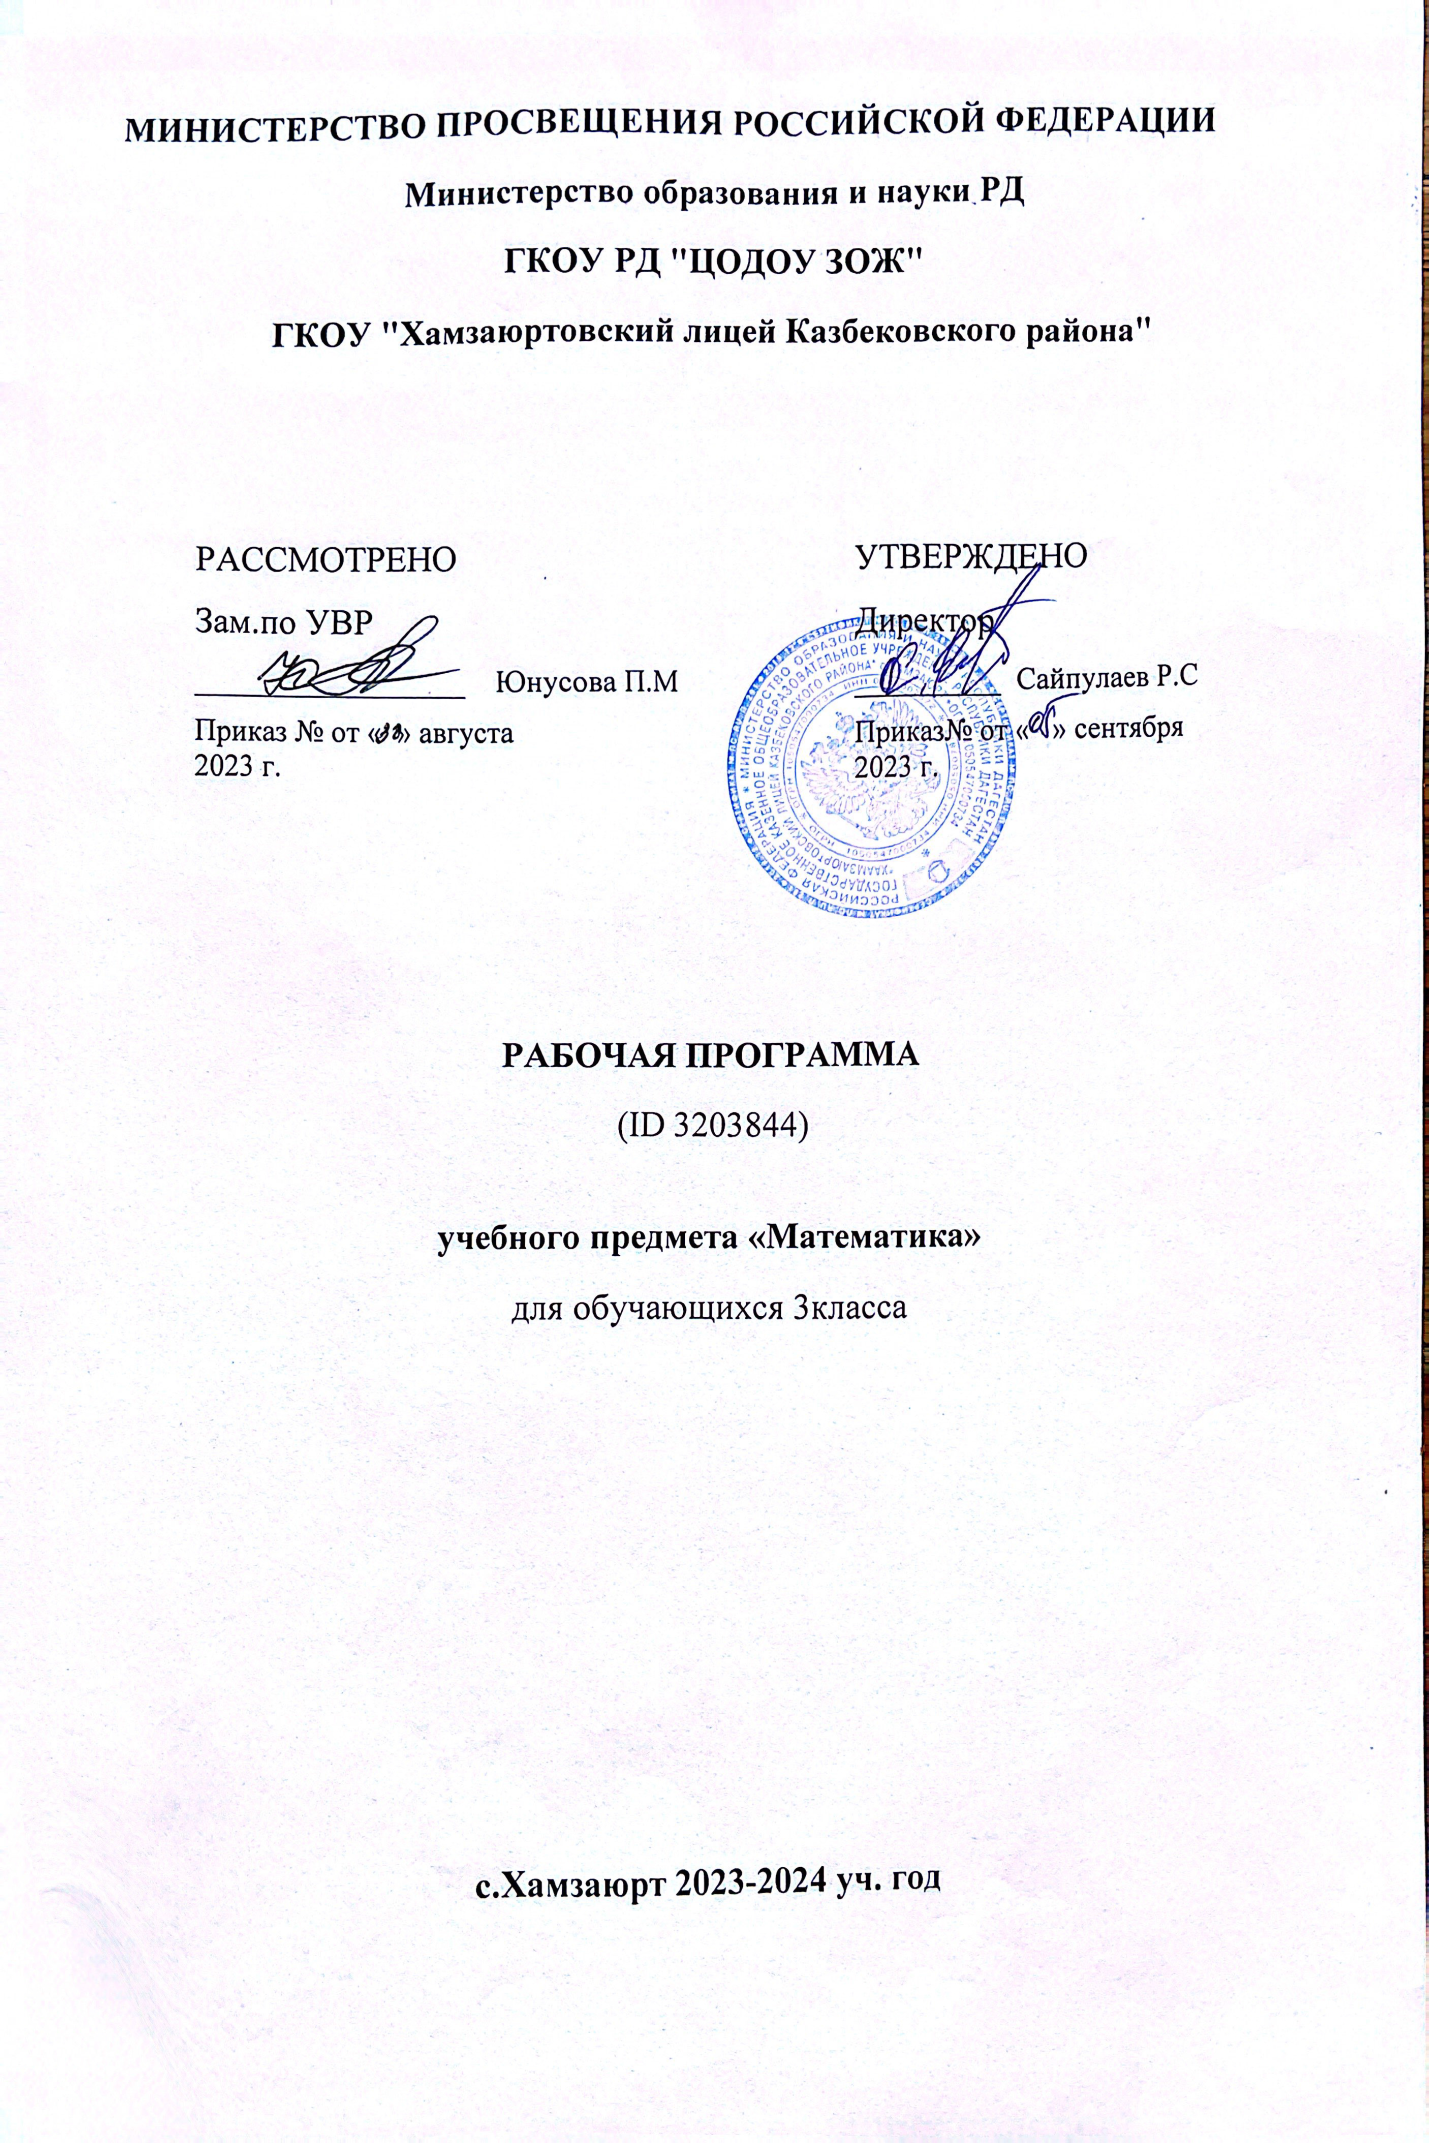 МИНИСТЕРСТВО ПРОСВЕЩЕНИЯ РОССИЙСКОЙ ФЕДЕРАЦИИ
Министерство образования и науки РД
ГКОУ РД "ЦОДОУ ЗОЖ"
ГКОУ "Хамзаюртовский лицей Казбековского района"
РАССМОТРЕНО
Зам.по УВР
Юнусова П.М
Приказ № от « » августа
2023 г.
УТВЕРЖДЕНО
Директор
Сайпулаев Р.С
Приказ№ от « » сентября
2023 г.
РАБОЧАЯ ПРОГРАММА
(ID 3203844)
учебного предмета «Математика»
для обучающихся 3класса
с.Хамзаюрт 2023-2024 уч. год